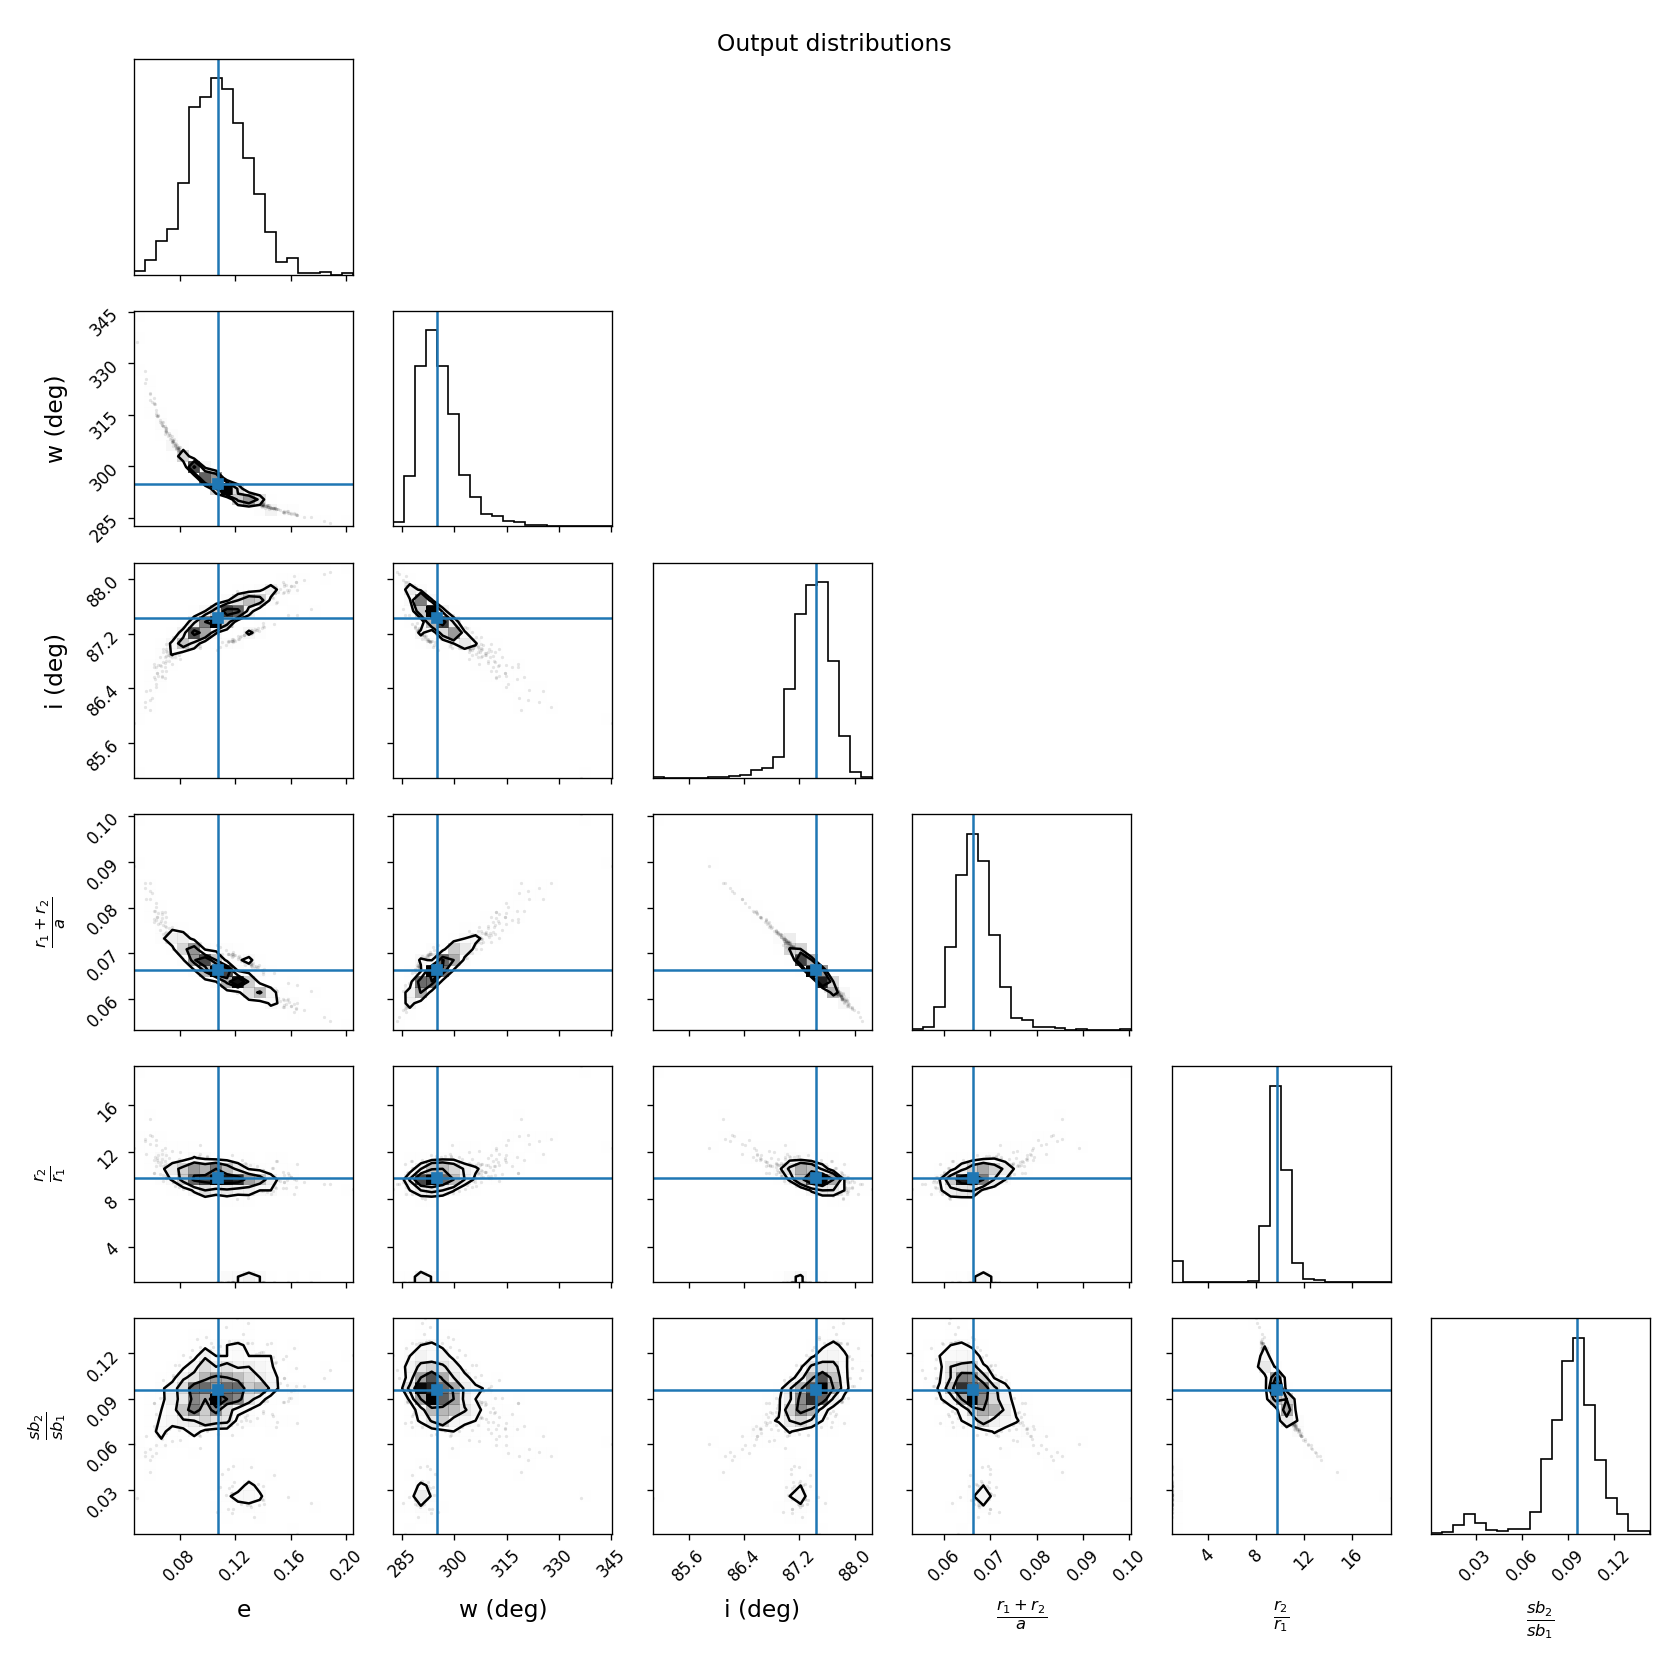 Output distributions
345
330
315
300
285
w (deg)
88.0
87.2
86.4
85.6
i (deg)
0.10
0.09
0.08
0.07
0.06
r₁ + r₂
a
16
12
8
4
r₂
r₁
0.12
0.09
0.06
0.03
sb₂
sb₁
0.08 0.12 0.16 0.20 285 300 315 330 345 85.6 86.4 87.2 88.0 0.06 0.07 0.08 0.09 0.10 4 8 12 16 0.03 0.06 0.09 0.12
e w (deg) i (deg)
r₁ + r₂ r₂ sb₂
a r₁ sb₁